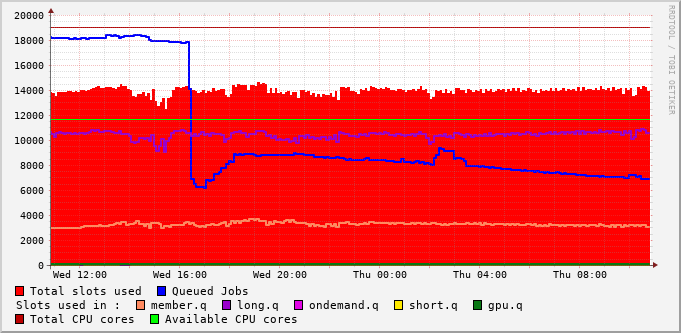 RRDTOOL / TOBI OETIKER
20000
18000
16000
14000
12000
10000
8000
6000
4000
2000
0
Wed 12:00 Wed 16:00 Wed 20:00 Thu 00:00 Thu 04:00 Thu 08:00
Total slots used Queued Jobs
Slots used in : member.q long.q ondemand.q short.q gpu.q
Total CPU cores Available CPU cores